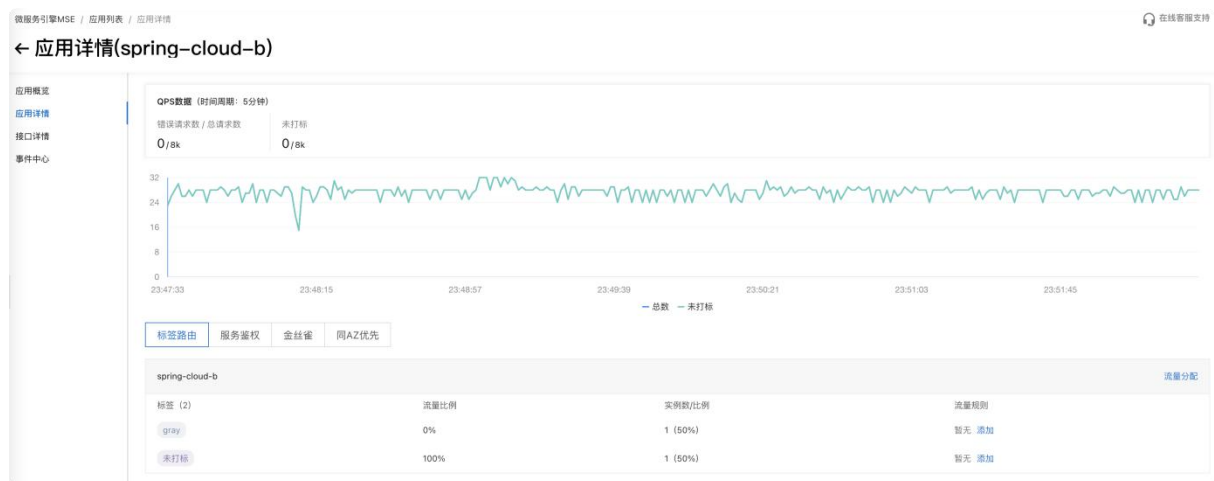 微服务引擎MSE / 应用列表 / 应用详情
在线客服支持
← 应用详情(spring-cloud-b)
应用概览
应用详情
接口详情
事件中心
QPS数据（时间周期：5分钟）
错误请求数 / 总请求数 未打标
0/8k 0/8k
32
24
16
8
0
23:47:33 23:48:15 23:48:57 23:49:39 23:50:21 23:51:03 23:51:45
总数 未打标
标签路由 服务鉴权 金丝雀 同AZ优先
spring-cloud-b 流量分配
标签（2） 流量比例 实例数/比例 流量规则
gray 0% 1（50%） 暂无 添加
未打标 100% 1（50%） 暂无 添加